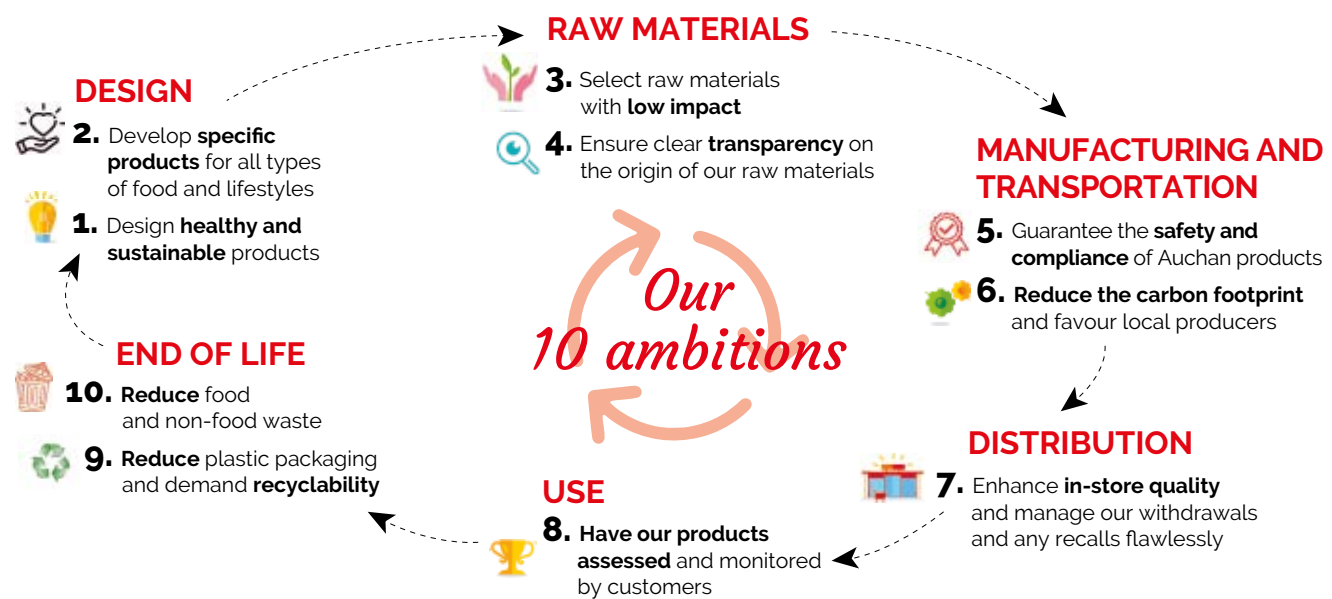 RAW MATERIALS
3. Select raw materials
with low impact
4. Ensure clear transparency on
the origin of our raw materials
DESIGN
2. Develop specific
products for all types
of food and lifestyles
1. Design healthy and
sustainable products
MANUFACTURING AND
TRANSPORTATION
5. Guarantee the safety and
compliance of Auchan products
6. Reduce the carbon footprint
and favour local producers
Our
10 ambitions
END OF LIFE
10. Reduce food
and non-food waste
9. Reduce plastic packaging
and demand recyclability
DISTRIBUTION
7. Enhance in-store quality
and manage our withdrawals
and any recalls flawlessly
USE
8. Have our products
assessed and monitored
by customers